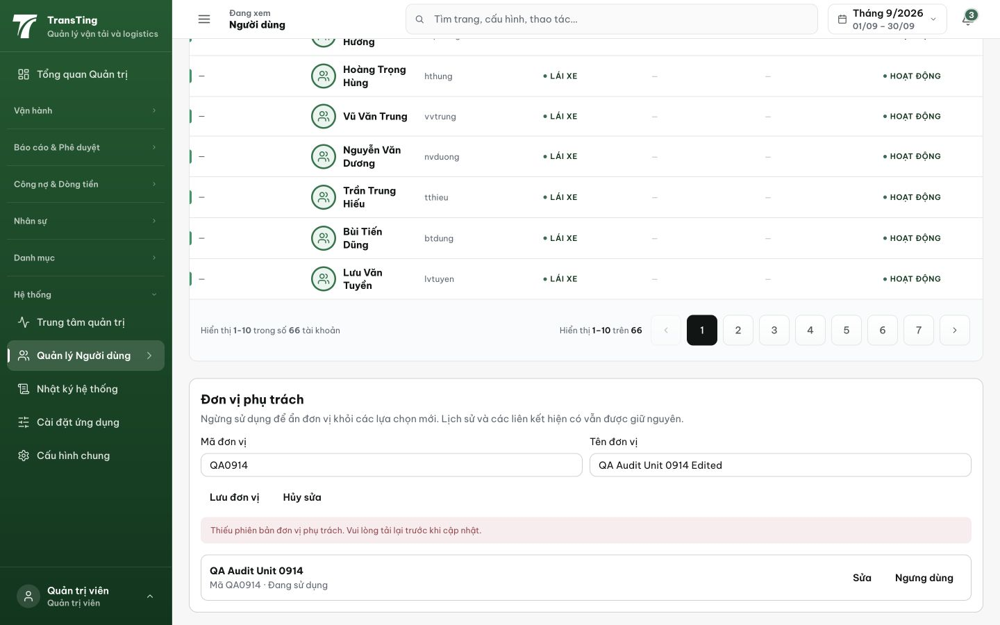 TransTing
Quản lý vận tải và logistics
Đang xem
Người dùng
Tìm trang, cấu hình, thao tác...
Tháng 9/2026
01/09 – 30/09
3
Tổng quan Quản trị
Vận hành
Báo cáo & Phê duyệt
Công nợ & Dòng tiền
Nhân sự
Danh mục
Hệ thống
Trung tâm quản trị
Quản lý Người dùng
Nhật ký hệ thống
Cài đặt ứng dụng
Cấu hình chung
Quản trị viên
Quản trị viên
Hường
– Hoàng Trọng Hùng hthung • LÁI XE – – • HOẠT ĐỘNG
– Vũ Văn Trung vvtrung • LÁI XE – – • HOẠT ĐỘNG
– Nguyễn Văn Dương nvduong • LÁI XE – – • HOẠT ĐỘNG
– Trần Trung Hiếu tthieu • LÁI XE – – • HOẠT ĐỘNG
– Bùi Tiến Dũng btdung • LÁI XE – – • HOẠT ĐỘNG
– Lưu Văn Tuyền lvtuyen • LÁI XE – – • HOẠT ĐỘNG
Hiển thị 1-10 trong số 66 tài khoản
Hiển thị 1–10 trên 66
1 2 3 4 5 6 7
Đơn vị phụ trách
Ngừng sử dụng để ẩn đơn vị khỏi các lựa chọn mới. Lịch sử và các liên kết hiện có vẫn được giữ nguyên.
Mã đơn vị
Tên đơn vị
QA0914
QA Audit Unit 0914 Edited
Lưu đơn vị Hủy sửa
Thiếu phiên bản đơn vị phụ trách. Vui lòng tải lại trước khi cập nhật.
QA Audit Unit 0914
Mã QA0914 · Đang sử dụng
Sửa Ngưng dùng